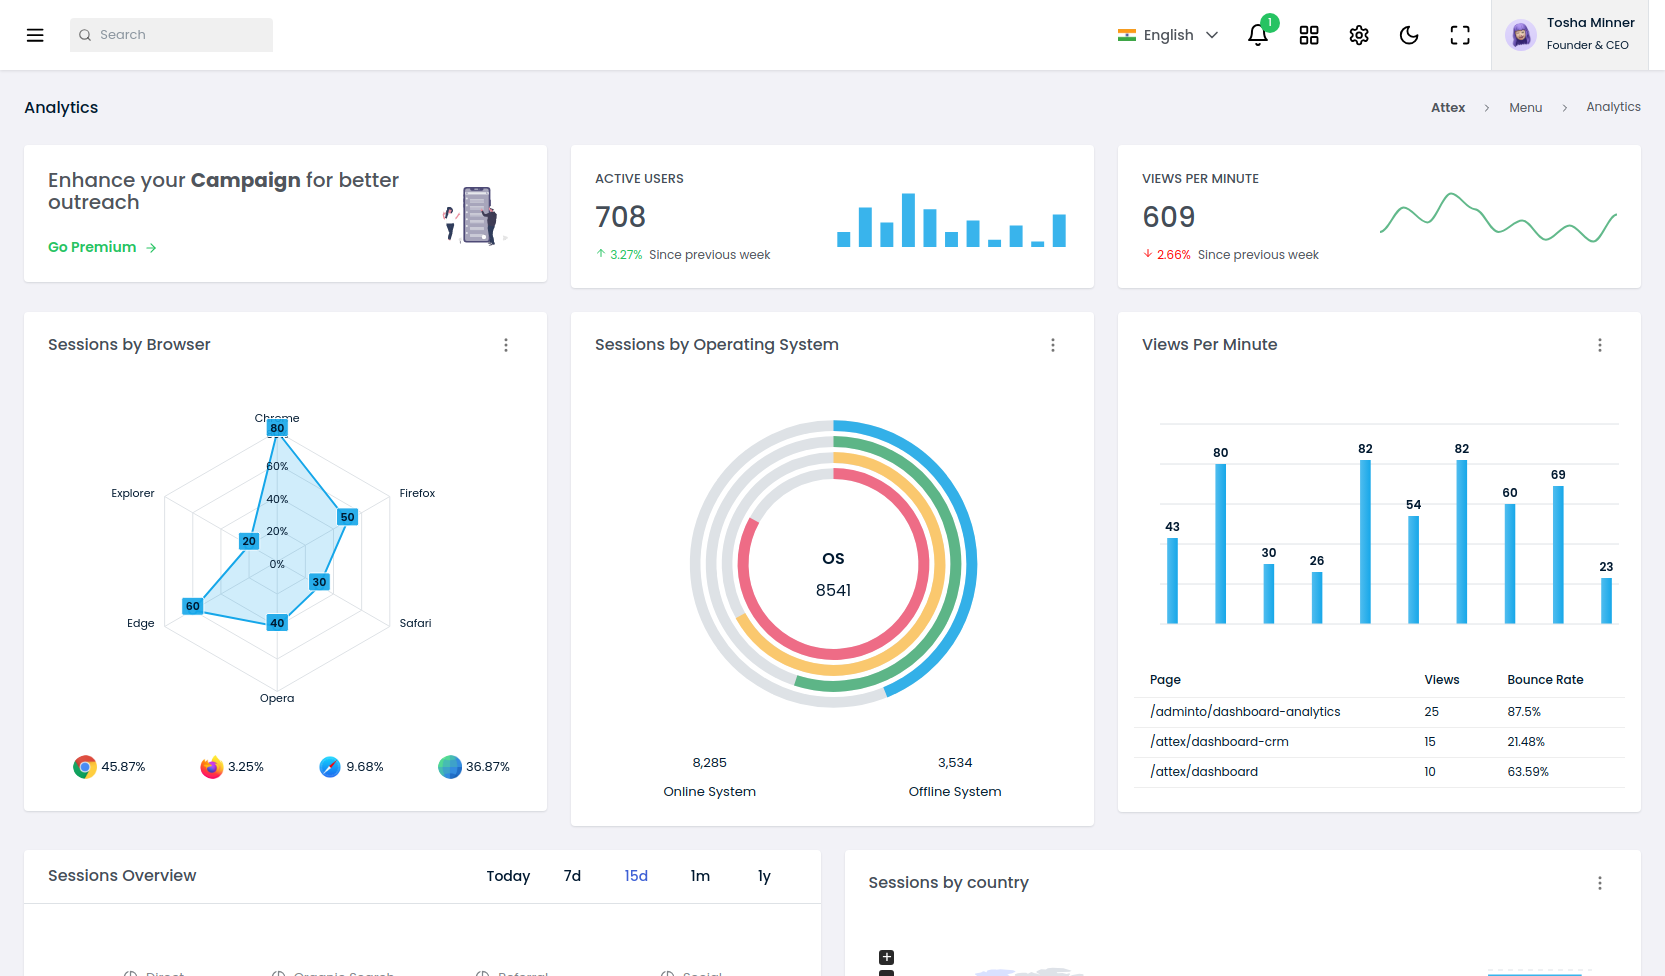 Search
English
1
Tosha Minner
Founder & CEO
Analytics
Attex
Menu
Analytics
Enhance your Campaign for better
outreach
Go Premium
ACTIVE USERS
708
3.27% Since previous week
VIEWS PER MINUTE
609
2.66% Since previous week
Sessions by Browser
Chrome
80
60%
Explorer
Firefox
40%
50
20%
20
0%
30
60
40
Edge
Safari
Opera
45.87%
3.25%
9.68%
36.87%
Sessions by Operating System
OS
8541
8,285
3,534
Online System
Offline System
Views Per Minute
43
80
30
26
82
54
82
60
69
23
Page Views Bounce Rate
/adminto/dashboard-analytics 25 87.5%
/attex/dashboard-crm 15 21.48%
/attex/dashboard 10 63.59%
Sessions Overview
Today 7d 15d 1m 1y
Direct Organic Search Referral Social
Sessions by country
+